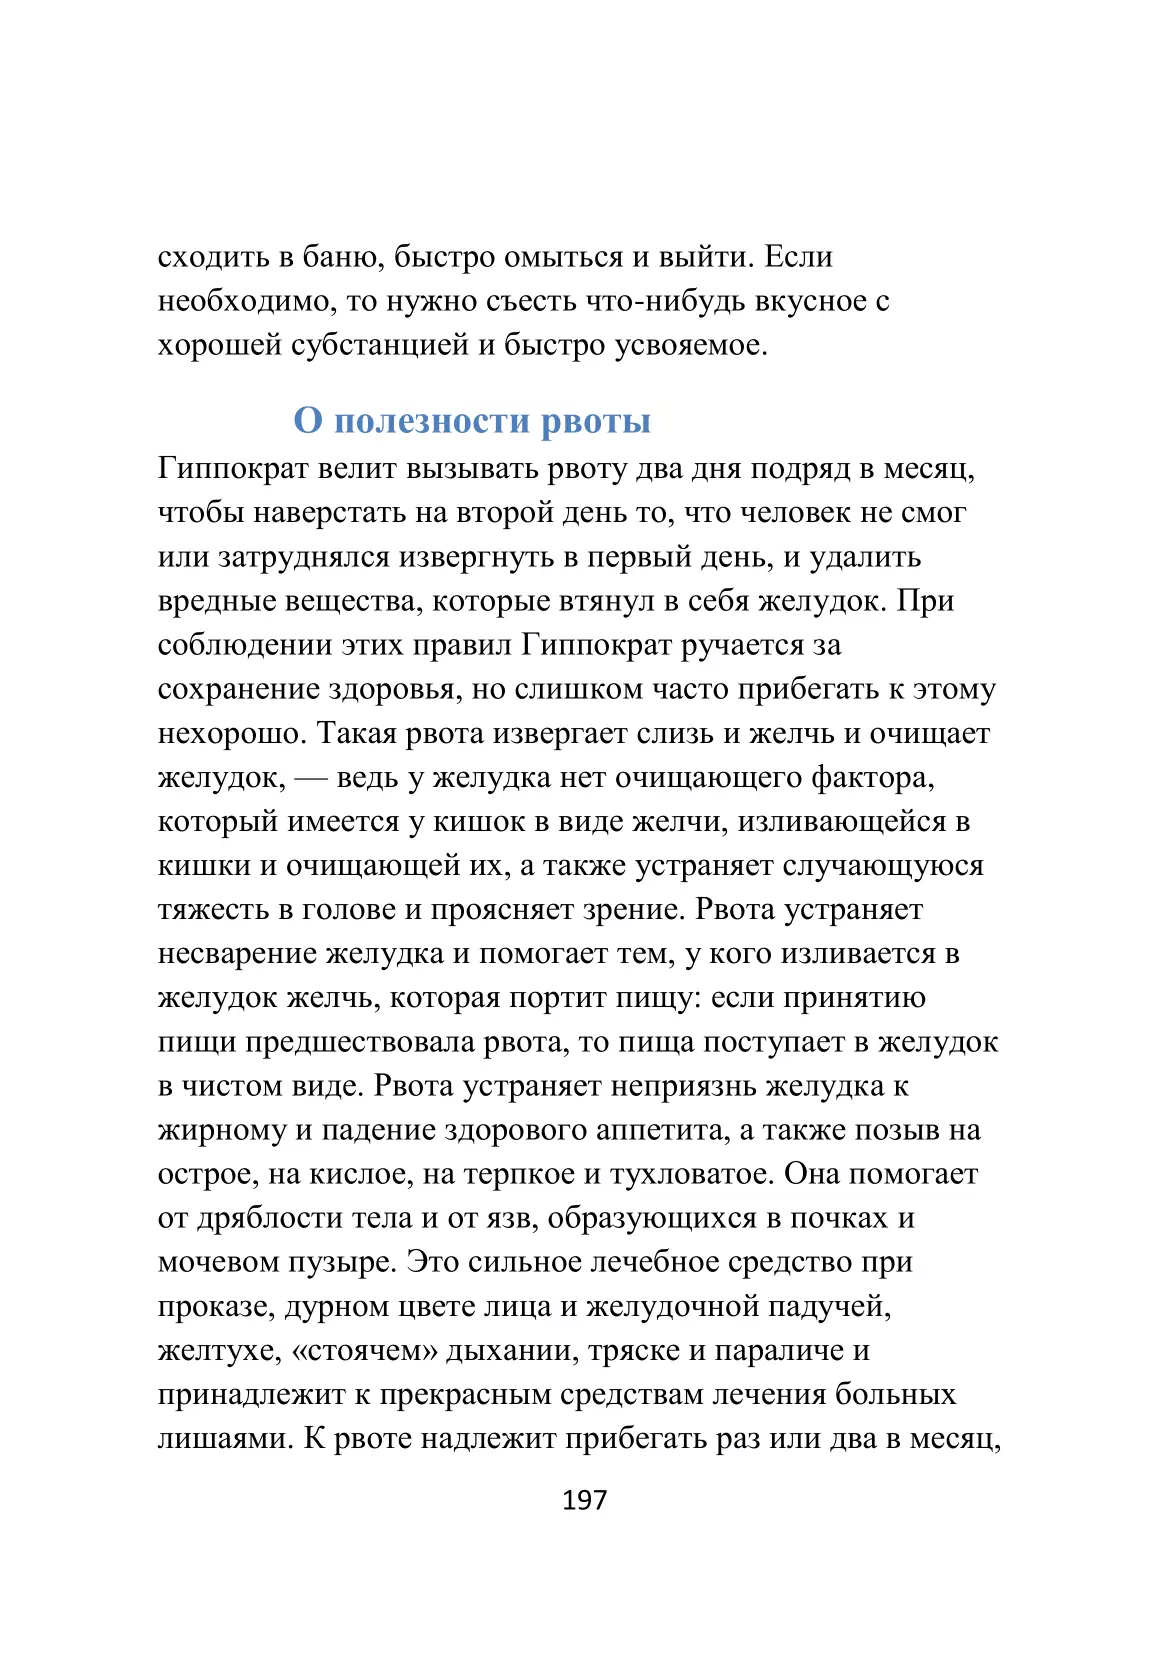 сходить в баню, быстро омыться и выйти. Если
необходимо, то нужно съесть что-нибудь вкусное с
хорошей субстанцией и быстро усвояемое.
О полезности рвоты
Гиппократ велит вызывать рвоту два дня подряд в месяц,
чтобы наверстать на второй день то, что человек не смог
или затруднялся извергнуть в первый день, и удалить
вредные вещества, которые втянул в себя желудок. При
соблюдении этих правил Гиппократ ручается за
сохранение здоровья, но слишком часто прибегать к этому
нехорошо. Такая рвота извергает слизь и желчь и очищает
желудок, — ведь у желудка нет очищающего фактора,
который имеется у кишок в виде желчи, изливающейся в
кишки и очищающей их, а также устраняет случающуюся
тяжесть в голове и проясняет зрение. Рвота устраняет
несварение желудка и помогает тем, у кого изливается в
желудок желчь, которая портит пищу: если принятию
пищи предшествовала рвота, то пища поступает в желудок
в чистом виде. Рвота устраняет неприязнь желудка к
жирному и падение здорового аппетита, а также позыв на
острое, на кислое, на терпкое и тухловатое. Она помогает
от дряблости тела и от язв, образующихся в почках и
мочевом пузыре. Это сильное лечебное средство при
проказе, дурном цвете лица и желудочной падучей,
желтухе, «стоячем» дыхании, тряске и параличе и
принадлежит к прекрасным средствам лечения больных
лишаями. К рвоте надлежит прибегать раз или два в месяц,
197